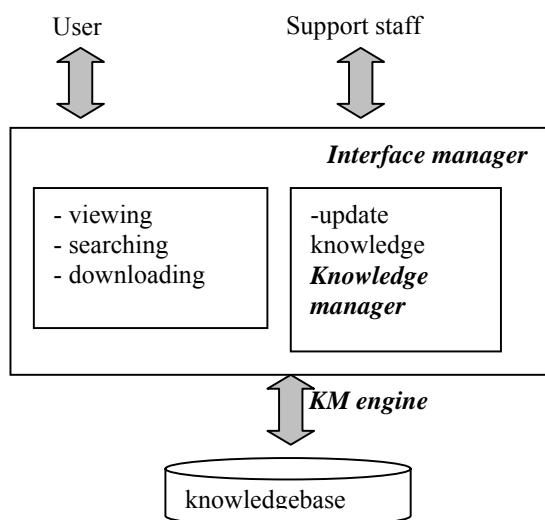 User
Support staff
Interface manager
- viewing
- searching
- downloading
-update
knowledge
Knowledge
manager
KM engine
knowledgebase